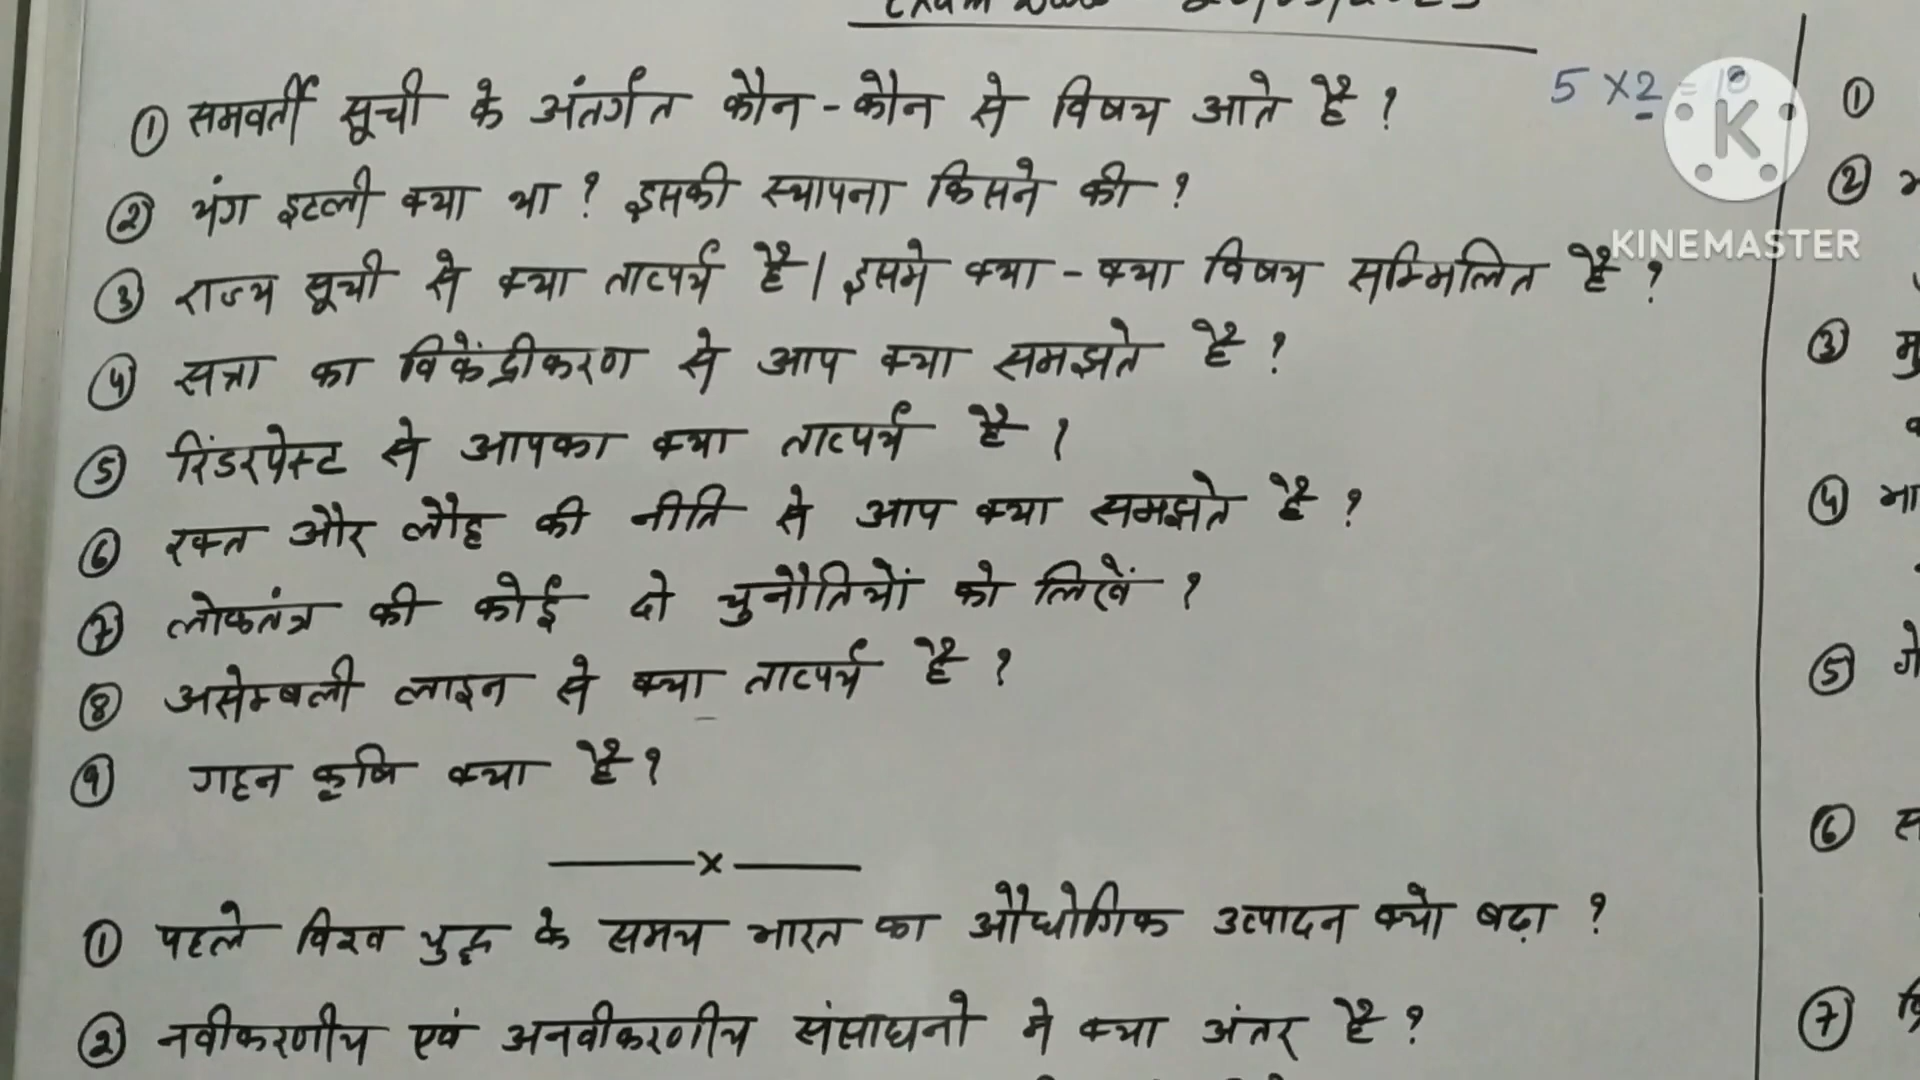 ① समवर्ती सूची के अंतर्गत कौन - कौन से विषय आते है ?
5 × 2 = 10
② यंग इटली क्या था ? इसकी स्थापना किसने की ?
③ राज्य सूची से क्या तात्पर्य है । इसमे क्या - क्या विषय सम्मिलित है ?
④ सत्ता का विकेंद्रीकरण से आप क्या समझते है ?
⑤ रिंडरपेस्ट से आपका क्या तात्पर्य है ।
⑥ रक्त और लौह की नीति से आप क्या समझते है ?
⑦ लोकतंत्र की कोई दो चुनौतियों को लिखें ?
⑧ असेम्बली लाइन से क्या तात्पर्य है ?
⑨ गहन कृषि क्या है ?
— x —
① पहले विश्व युद्ध के समय भारत का औधोगिक उत्पादन क्यो बढ़ा ?
② नवीकरणीय एवं अनवीकरणीय संसाधनो मे क्या अंतर है ?
①
②
③
④
⑤
⑥
⑦
K
KINEMASTER